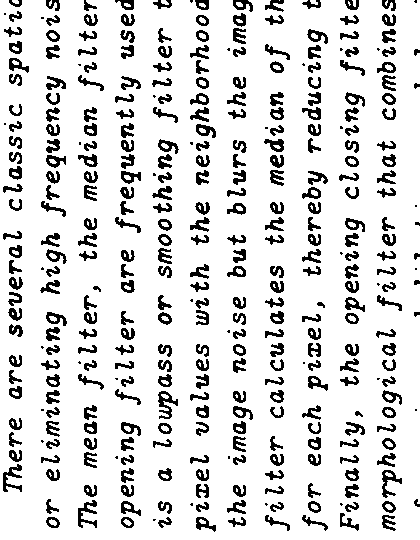 There are several classic spatia
or eliminating high frequency nois
The mean filter, the median filter
opening filter are frequently used
is a lowpass or smoothing filter t
pixel values with the neighborhood
the image noise but blurs the imag
filter calculates the median of th
for each pixel, thereby reducing t
Finally, the opening closing filte
morphological filter that combines